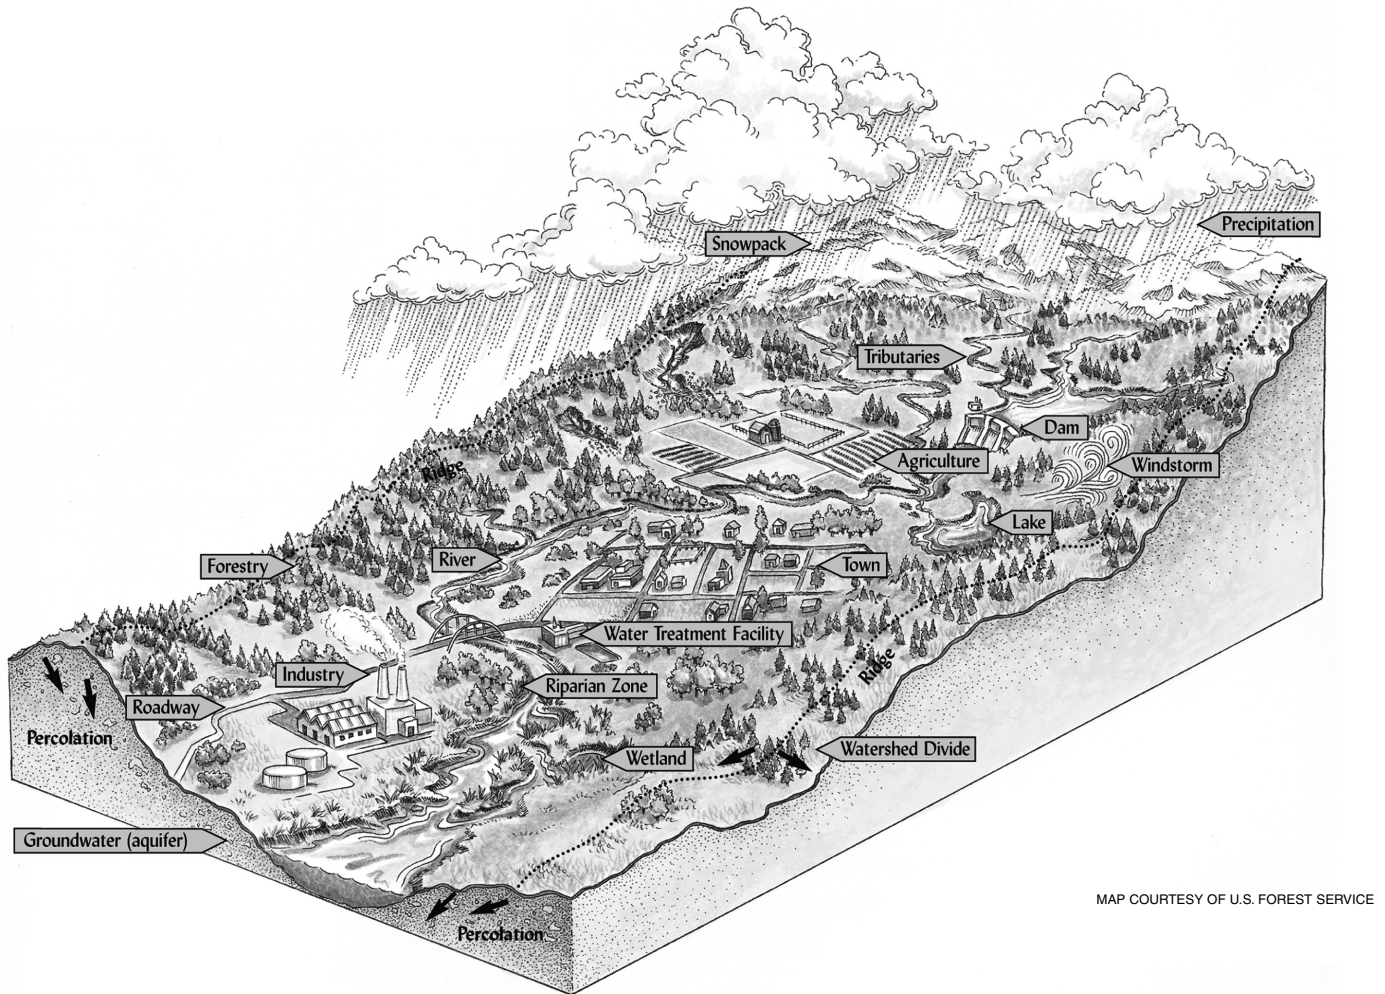 Precipitation
Snowpack
Tributaries
Dam
Agriculture
Windstorm
Ridge
Lake
River
Forestry
Town
Water Treatment Facility
Ridge
Industry
Riparian Zone
Roadway
Percolation
Watershed Divide
Wetland
Groundwater (aquifer)
MAP COURTESY OF U.S. FOREST SERVICE
Percolation